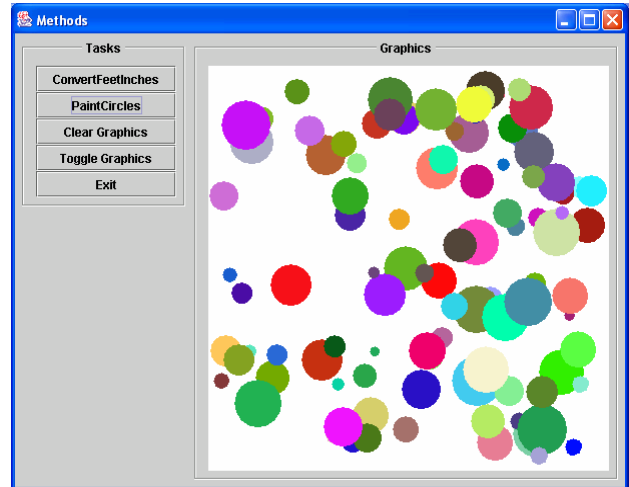 Methods
Tasks
ConvertFeetInches
PaintCircles
Clear Graphics
Toggle Graphics
Exit
Graphics